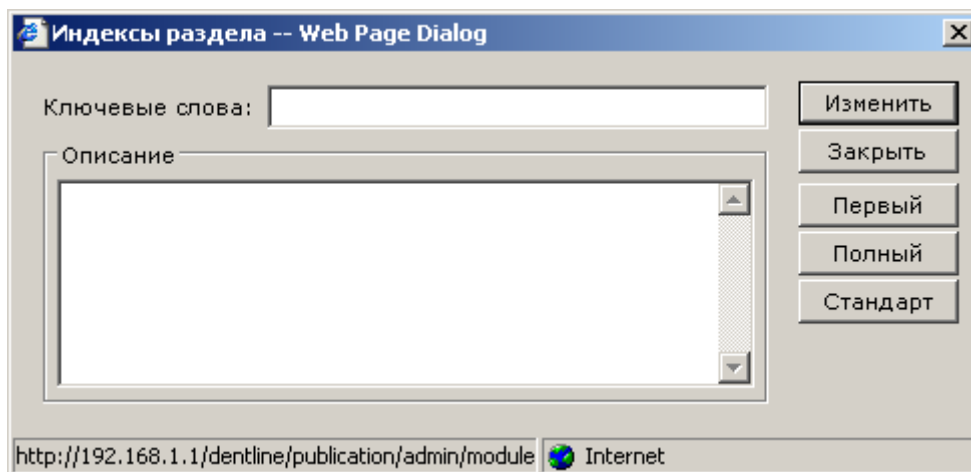 Индексы раздела -- Web Page Dialog
Ключевые слова:
Изменить
Закрыть
Описание
Первый
Полный
Стандарт
http://192.168.1.1/dentline/publication/admin/module
Internet